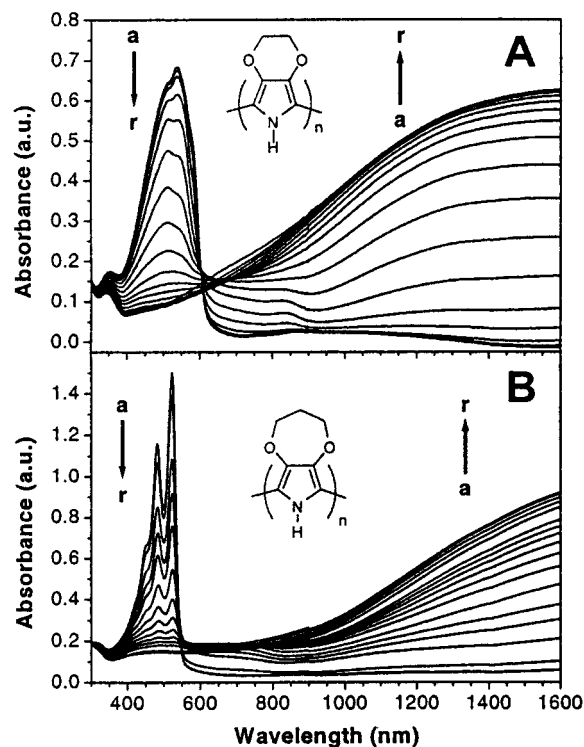 A
a
r
r
a
O
O
N
H
n
Absorbance (a.u.)
0.7
0.6
0.5
0.4
0.3
0.2
0.1
0.0
B
a
r
r
a
O
O
N
H
n
Absorbance (a.u.)
1.4
1.2
1.0
0.8
0.6
0.4
0.2
0.0
400 600 800 1000 1200 1400 1600
Wavelength (nm)